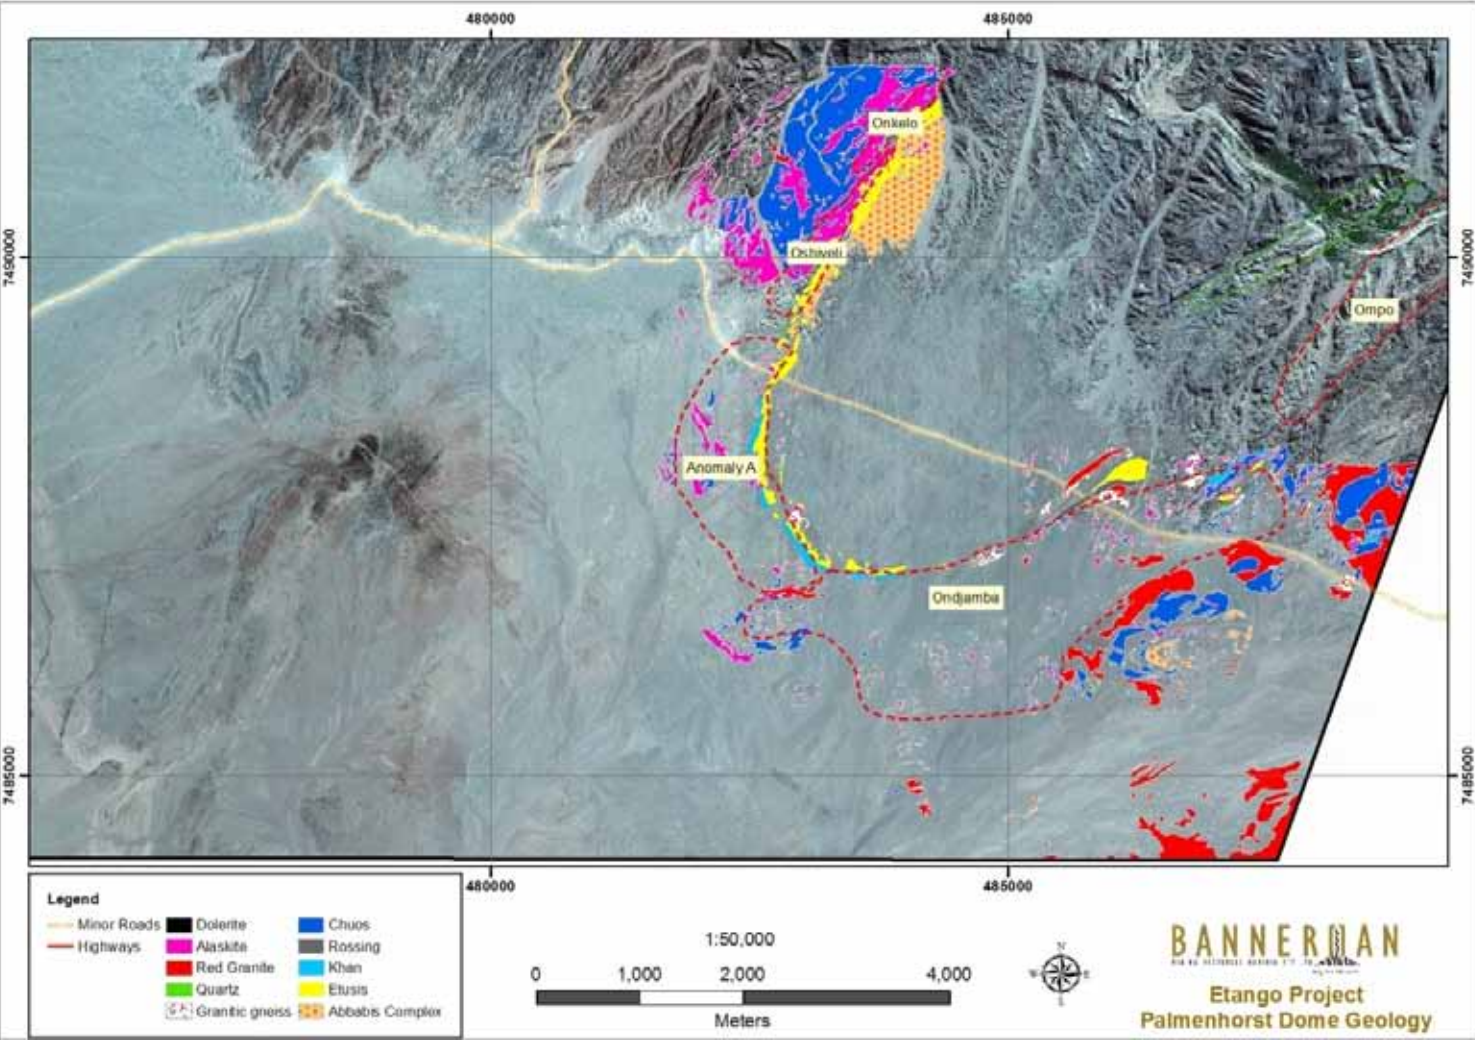 480000
485000
Onkelo
Oshiveli
7490000
7490000
Ompo
Anomaly A
Ondjamba
7485000
7485000
480000
485000
Legend
Minor Roads
Highways
Dolerite
Alaskite
Red Granite
Quartz
Granitic gneiss
Chuos
Rossing
Khan
Etusis
Abbabis Complex
1:50,000
0 1,000 2,000 4,000
Meters
N
W E
S
BANNERMAN
Etango Project
Palmenhorst Dome Geology